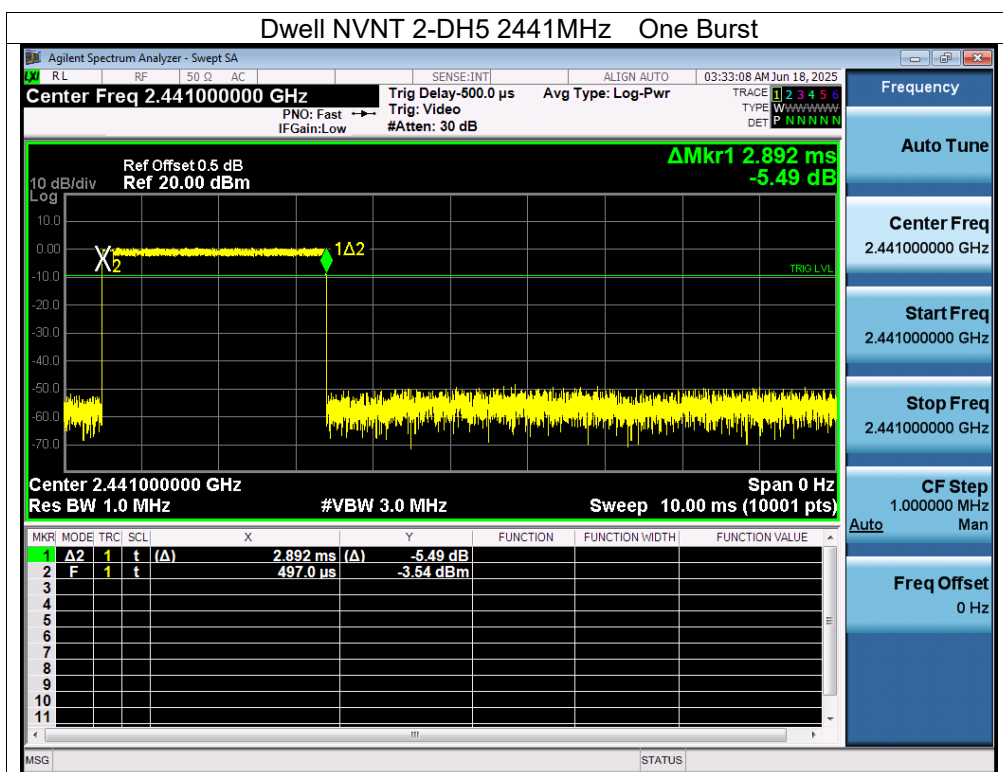 Dwell NVNT 2-DH5 2441MHz One Burst
Agilent Spectrum Analyzer - Swept SA
LXI RL RF 50 Ω AC SENSE:INT ALIGN AUTO 03:33:08 AM Jun 18, 2025
Center Freq 2.441000000 GHz Trig Delay-500.0 µs Avg Type: Log-Pwr TRACE 1 2 3 4 5 6
PNO: Fast Trig: Video TYPE WWWWWWW
IFGain:Low #Atten: 30 dB DET P N N N N N
ΔMkr1 2.892 ms
-5.49 dB
Ref Offset 0.5 dB
10 dB/div Ref 20.00 dBm
Log
10.0
0.00
-10.0
-20.0
-30.0
-40.0
-50.0
-60.0
-70.0
X2
1Δ2
TRIG LVL
Center 2.441000000 GHz Span 0 Hz
Res BW 1.0 MHz #VBW 3.0 MHz Sweep 10.00 ms (10001 pts)
MKR MODE TRC SCL X Y FUNCTION FUNCTION WIDTH FUNCTION VALUE
1 Δ2 1 t (Δ) 2.892 ms (Δ) -5.49 dB
2 F 1 t 497.0 µs -3.54 dBm
3
4
5
6
7
8
9
10
11
MSG STATUS
Frequency
Auto Tune
Center Freq
2.441000000 GHz
Start Freq
2.441000000 GHz
Stop Freq
2.441000000 GHz
CF Step
1.000000 MHz
Auto Man
Freq Offset
0 Hz